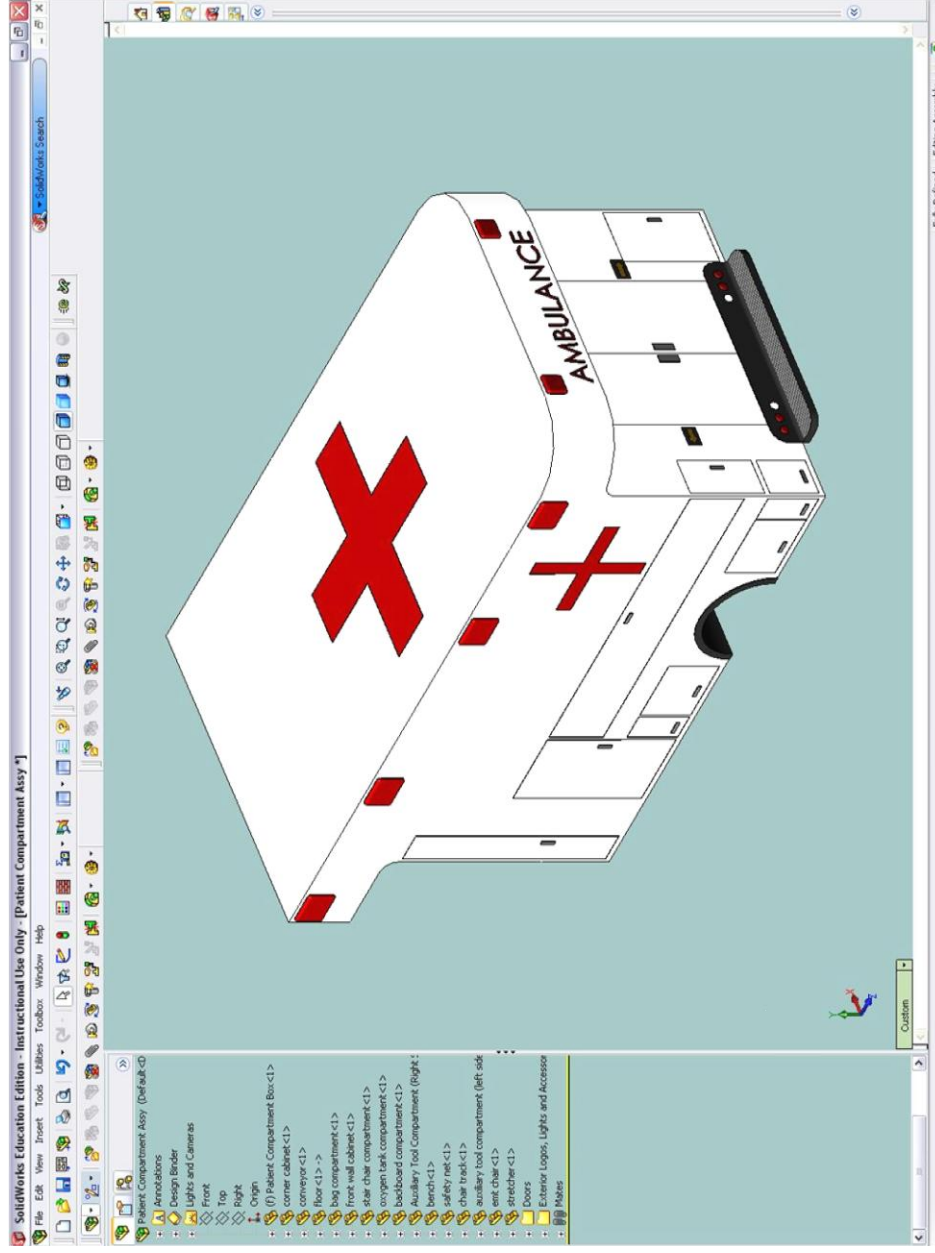 SolidWorks Education Edition - Instructional Use Only - [Patient Compartment Assy *]
File Edit View Insert Tools Utilities Toolbox Window Help
SolidWorks Search
Patient Compartment Assy (Default<D
Annotations
Design Binder
Lights and Cameras
Front
Top
Right
Origin
(f) Patient Compartment Box<1>
corner cabinet<1>
conveyor<1>
floor<1> ->
bag compartment<1>
front wall cabinet<1>
stair chair compartment<1>
oxygen tank compartment<1>
backboard compartment<1>
Auxiliary Tool Compartment (Right :
bench<1>
safety net<1>
chair track<1>
auxiliary tool compartment (left side
emt chair<1>
stretcher<1>
Doors
Exterior Logos, Lights and Accessor
Mates
AMBULANCE
Custom